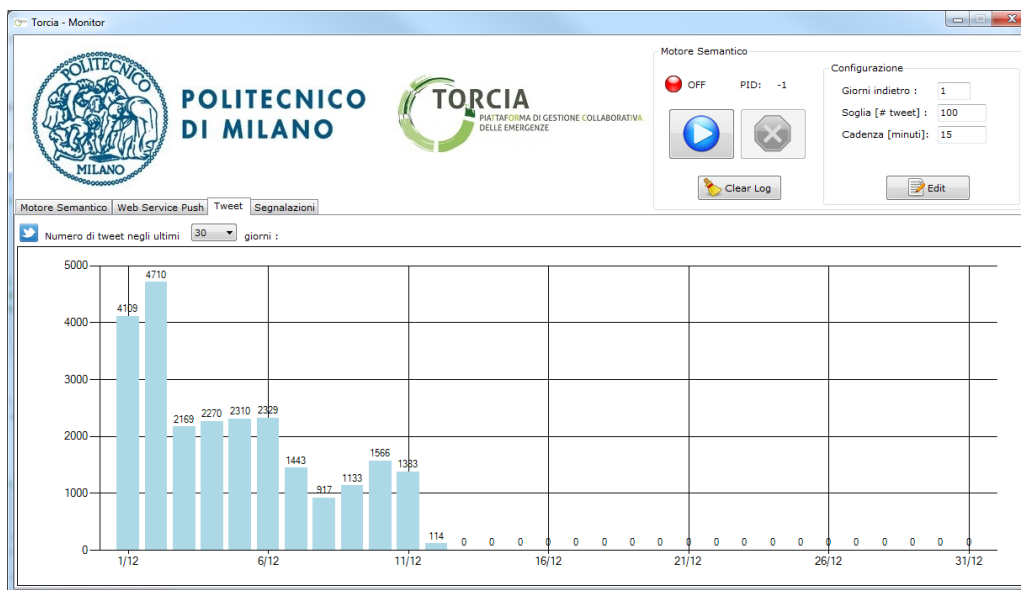 Torcia - Monitor
POLITECNICO
MILANO
POLITECNICO
DI MILANO
TORCIA
PIATTAFORMA DI GESTIONE COLLABORATIVA
DELLE EMERGENZE
Motore Semantico
OFF PID: -1
Clear Log
Configurazione
Giorni indietro : 1
Soglia [# tweet] : 100
Cadenza [minuti]: 15
Edit
Motore Semantico Web Service Push Tweet Segnalazioni
Numero di tweet negli ultimi 30 giorni :
5000
4000
3000
2000
1000
0
4109 4710 2169 2270 2310 2329 1443 917 1133 1566 1383 114 0 0 0 0 0 0 0 0 0 0 0 0 0 0 0 0 0 0 0
1/12 6/12 11/12 16/12 21/12 26/12 31/12